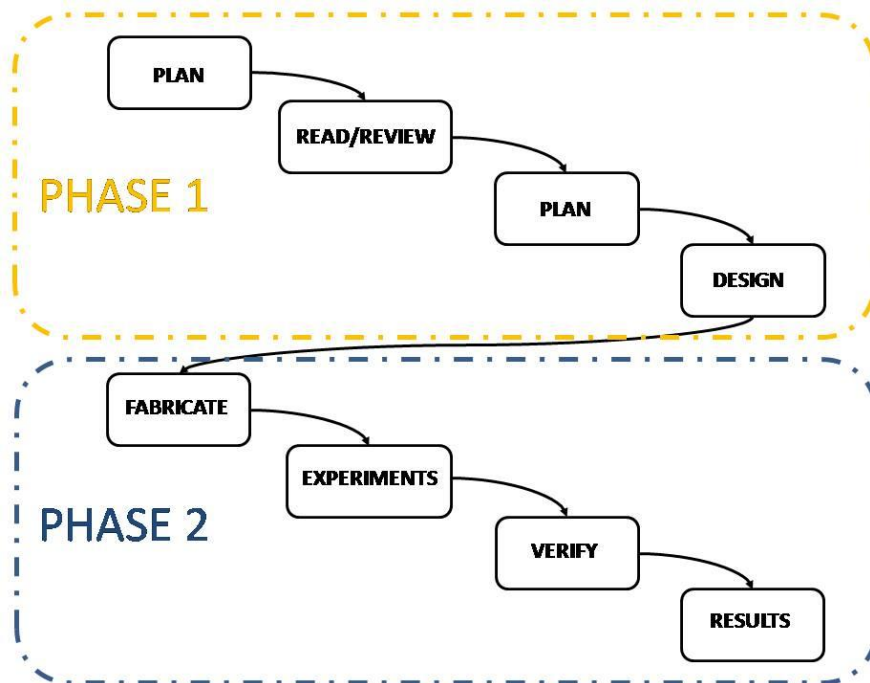 PLAN
READ/REVIEW
PHASE 1
PLAN
DESIGN
FABRICATE
EXPERIMENTS
PHASE 2
VERIFY
RESULTS